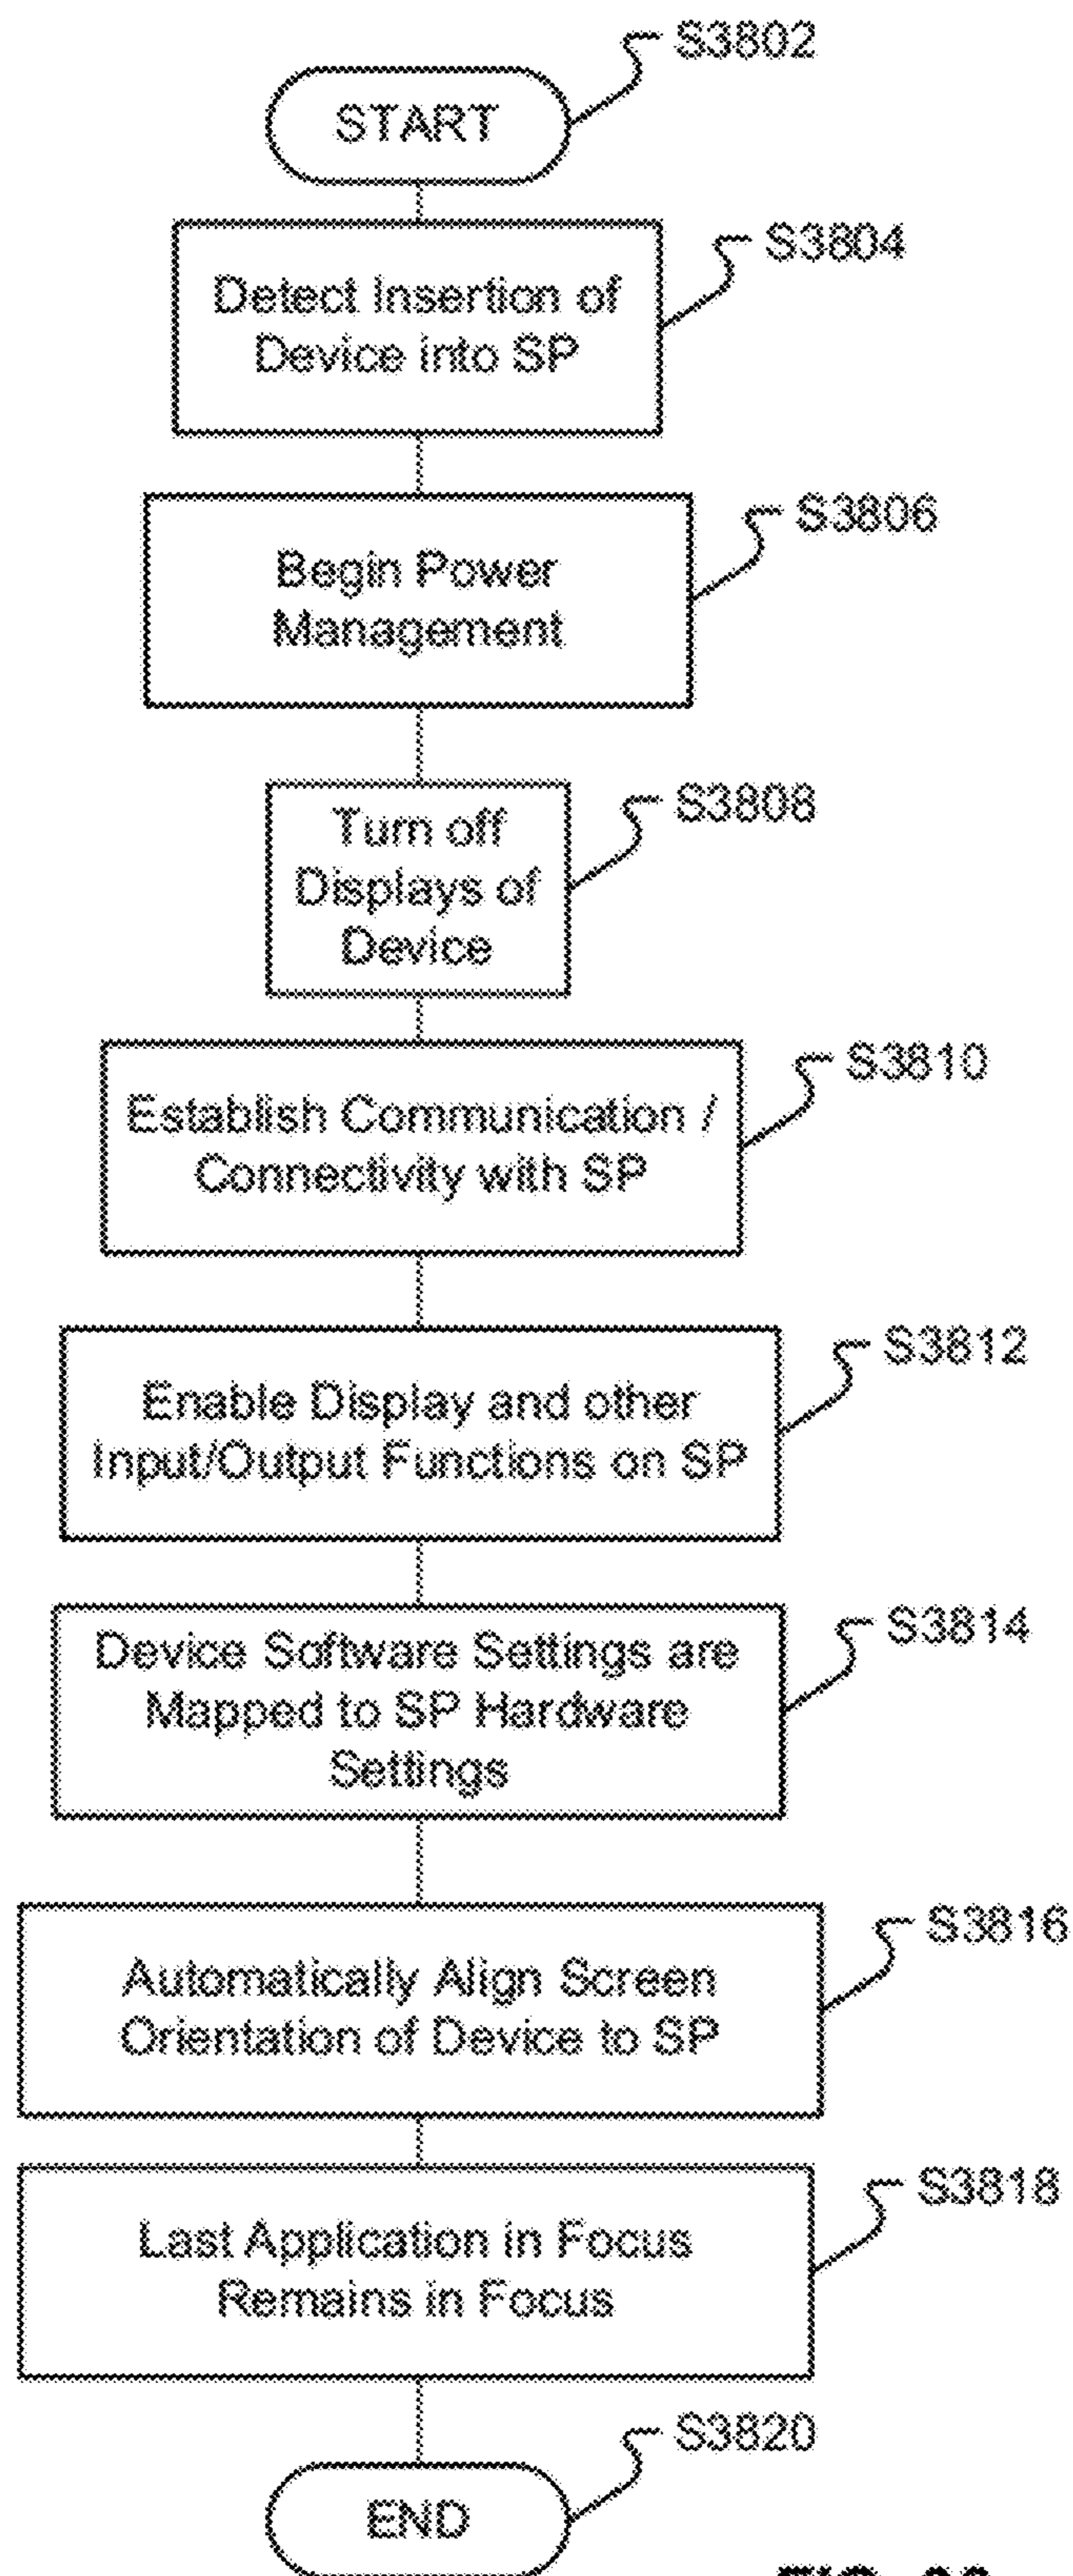 S3802
START
S3804
Detect Insertion of
Device into SP
S3806
Begin Power
Management
S3808
Turn off
Displays of
Device
S3810
Establish Communication /
Connectivity with SP
S3812
Enable Display and other
Input/Output Functions on SP
S3814
Device Software Settings are
Mapped to SP Hardware
Settings
S3816
Automatically Align Screen
Orientation of Device to SP
S3818
Last Application in Focus
Remains in Focus
S3820
END